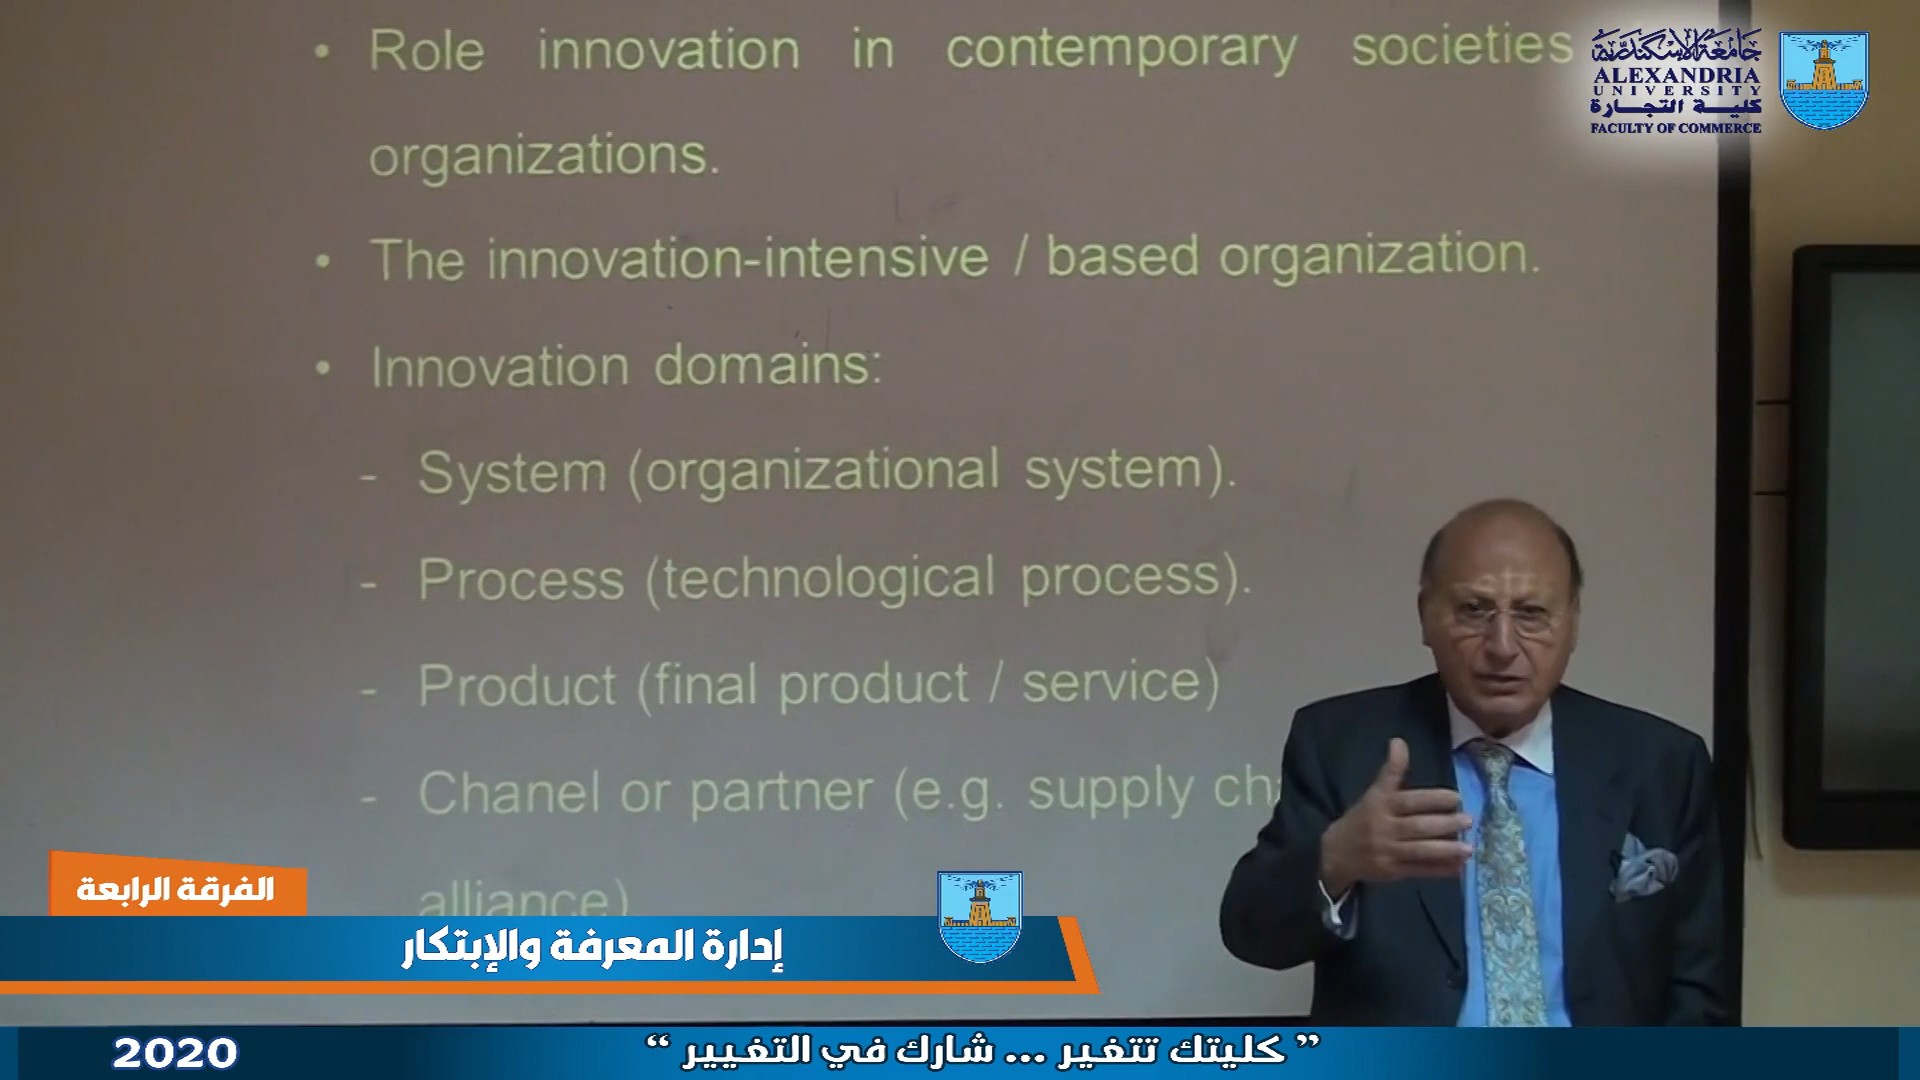 • Role innovation in contemporary societies
organizations.
• The innovation-intensive / based organization.
• Innovation domains:
- System (organizational system).
- Process (technological process).
- Product (final product / service)
- Chanel or partner (e.g. supply
alliance)
جامعة الإسكندرية
ALEXANDRIA
UNIVERSITY
كلية التجارة
FACULTY OF COMMERCE
الفرقة الرابعة
إدارة المعرفة والإبتكار
2020
” كليتك تتغير ... شارك في التغيير “